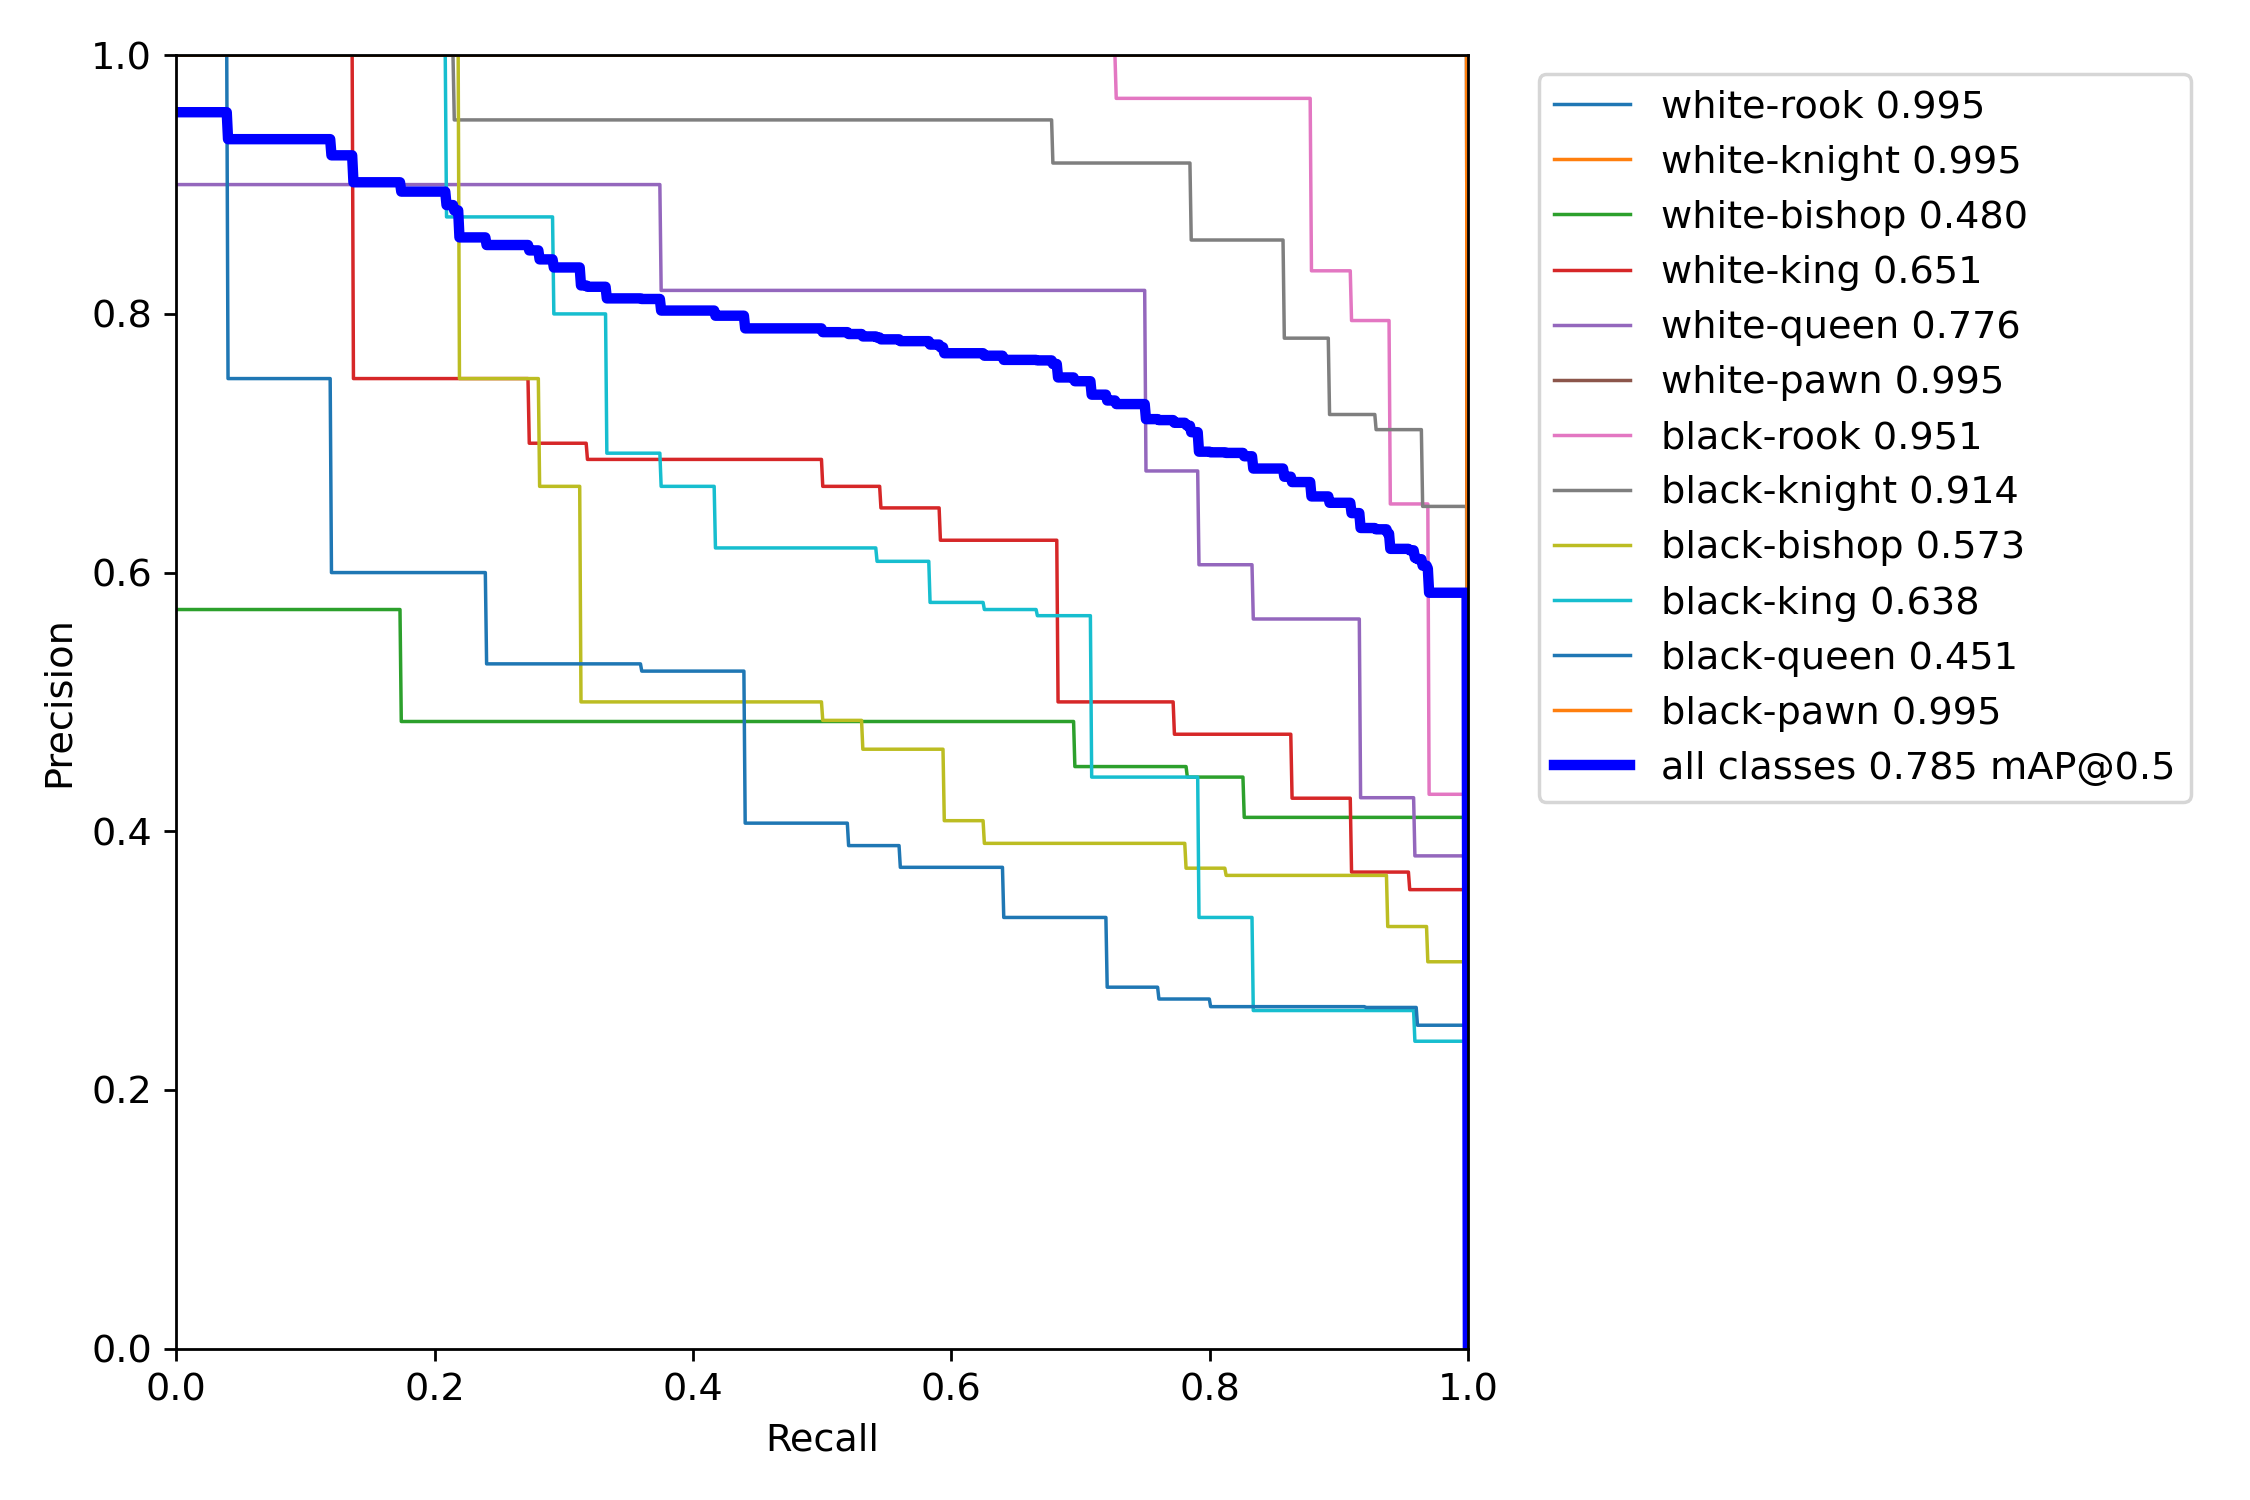 1.0
0.8
0.6
0.4
0.2
0.0
Precision
0.0 0.2 0.4 0.6 0.8 1.0
Recall
white-rook 0.995
white-knight 0.995
white-bishop 0.480
white-king 0.651
white-queen 0.776
white-pawn 0.995
black-rook 0.951
black-knight 0.914
black-bishop 0.573
black-king 0.638
black-queen 0.451
black-pawn 0.995
all classes 0.785 mAP@0.5